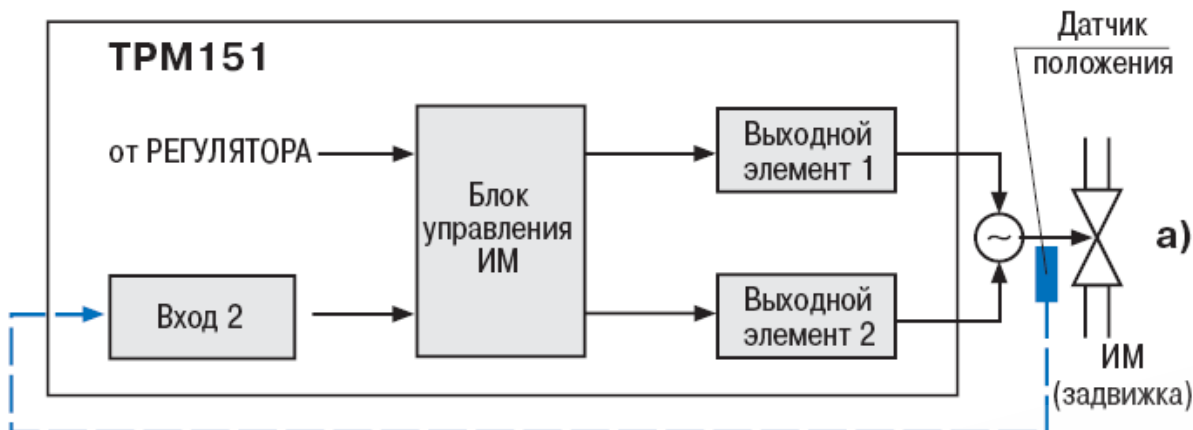 ТРМ151
Датчик
положения
от РЕГУЛЯТОРА
Блок
управления
ИМ
Выходной
элемент 1
~
а)
Вход 2
Выходной
элемент 2
ИМ
(задвижка)